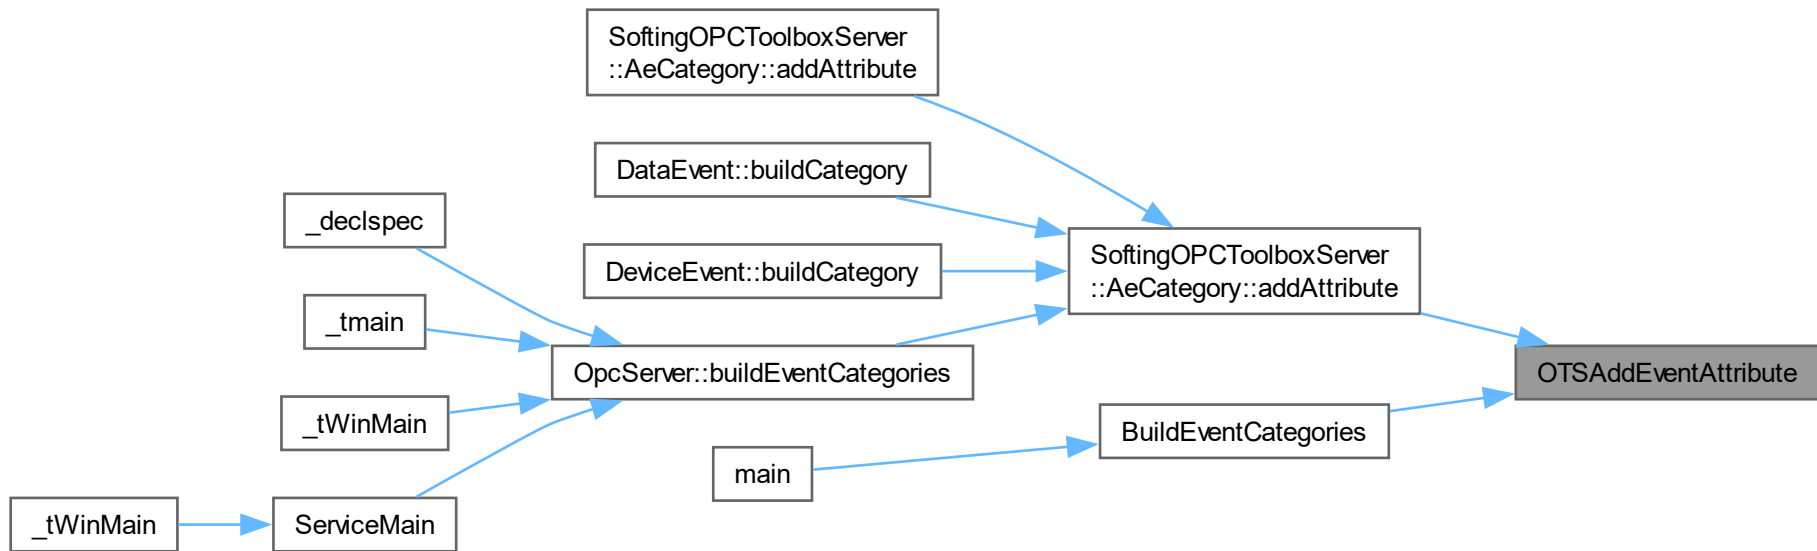 SoftingOPCToolboxServer
::AeCategory::addAttribute
DataEvent::buildCategory
_declspec
SoftingOPCToolboxServer
::AeCategory::addAttribute
DeviceEvent::buildCategory
_tmain
OpcServer::buildEventCategories
OTSAddEventAttribute
_tWinMain
BuildEventCategories
main
_tWinMain
ServiceMain